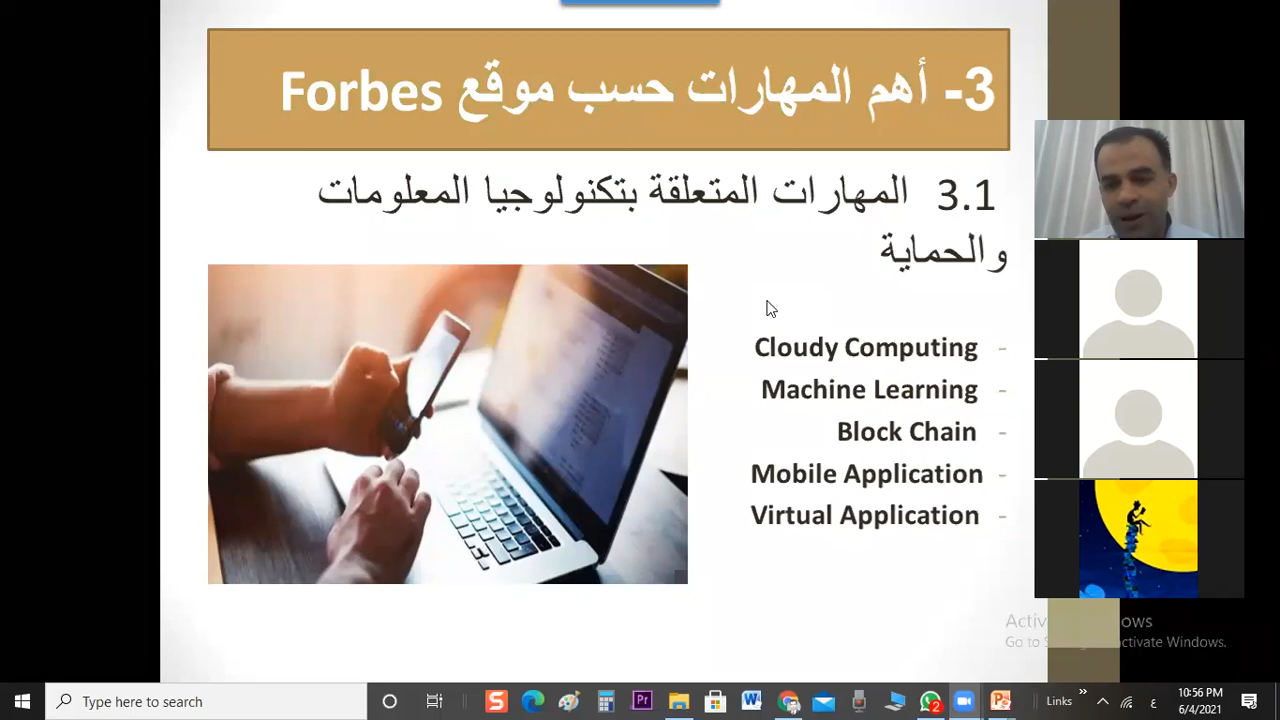 3- أهم المهارات حسب موقع Forbes
3.1 المهارات المتعلقة بتكنولوجيا المعلومات
والحماية
- Cloudy Computing
- Machine Learning
- Block Chain
- Mobile Application
- Virtual Application
Type here to search
2
Links
ع
10:56 PM
6/4/2021